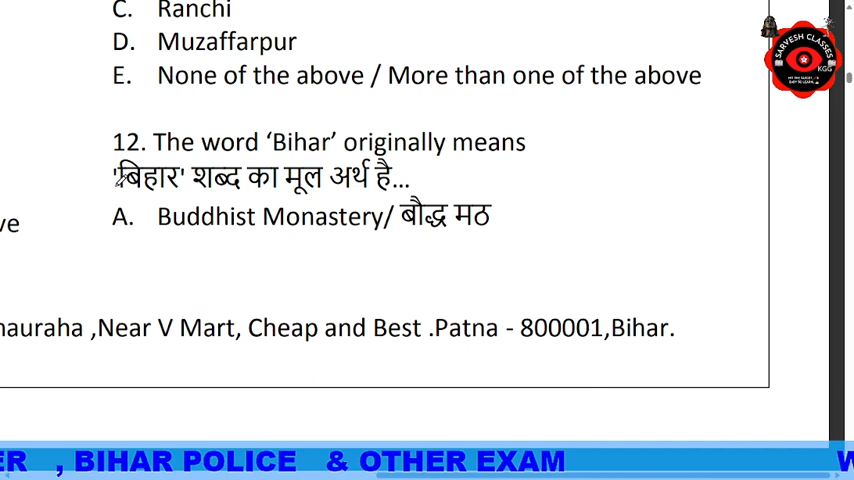 C. Ranchi
D. Muzaffarpur
E. None of the above / More than one of the above
12. The word ‘Bihar’ originally means
'बिहार' शब्द का मूल अर्थ है...
A. Buddhist Monastery/ बौद्ध मठ
ve
hauraha ,Near V Mart, Cheap and Best .Patna - 800001,Bihar.
ER , BIHAR POLICE & OTHER EXAM W
SARVESH CLASSES
KGG